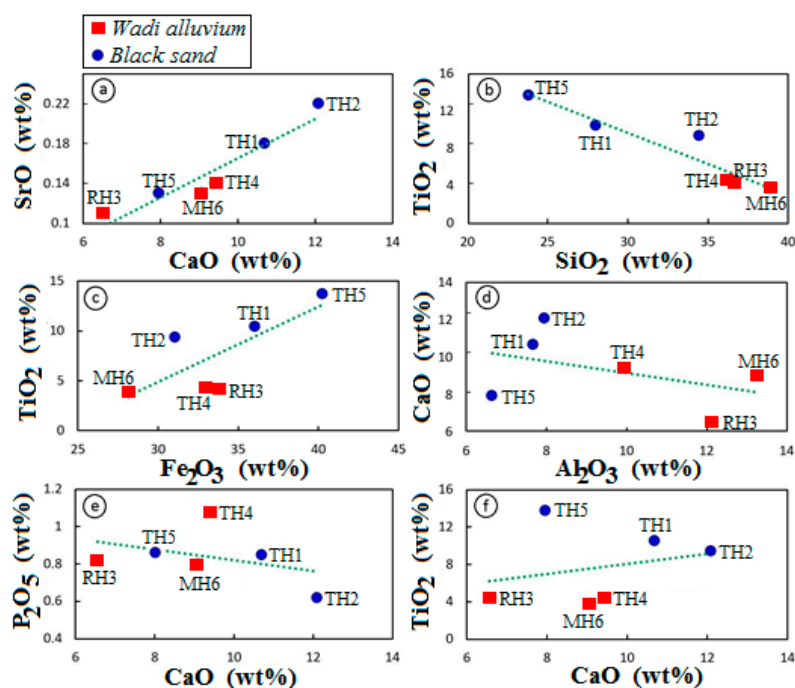 Wadi alluvium
Black sand
a
SrO (wt%)
0.22
0.18
0.14
0.1
TH2
TH1
TH5
TH4
RH3
MH6
6 8 10 12 14
CaO (wt%)
b
TiO2 (wt%)
16
12
8
4
0
TH5
TH1
TH2
TH4
RH3
MH6
20 25 30 35 40
SiO2 (wt%)
c
TiO2 (wt%)
15
10
5
0
TH5
TH1
TH2
MH6
TH4
RH3
25 30 35 40 45
Fe2O3 (wt%)
d
CaO (wt%)
14
12
10
8
6
TH2
TH1
TH4
MH6
TH5
RH3
6 8 10 12 14
Al2O3 (wt%)
e
P2O5 (wt%)
1.2
1
0.8
0.6
0.4
TH4
TH5
TH1
RH3
MH6
TH2
6 8 10 12 14
CaO (wt%)
f
TiO2 (wt%)
16
12
8
4
0
TH5
TH1
TH2
RH3
TH4
MH6
6 8 10 12 14
CaO (wt%)